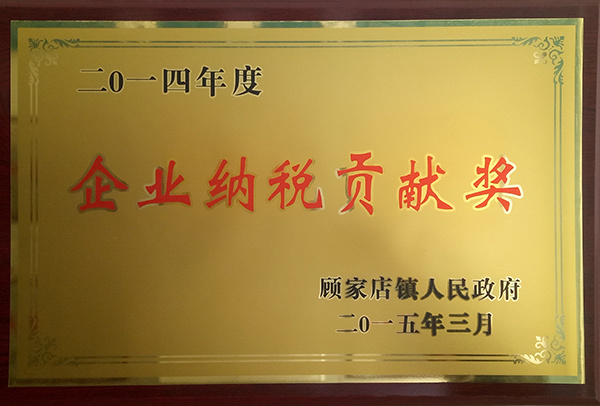 二0一四年度
企业纳税贡献奖
顾家店镇人民政府
二0一五年三月